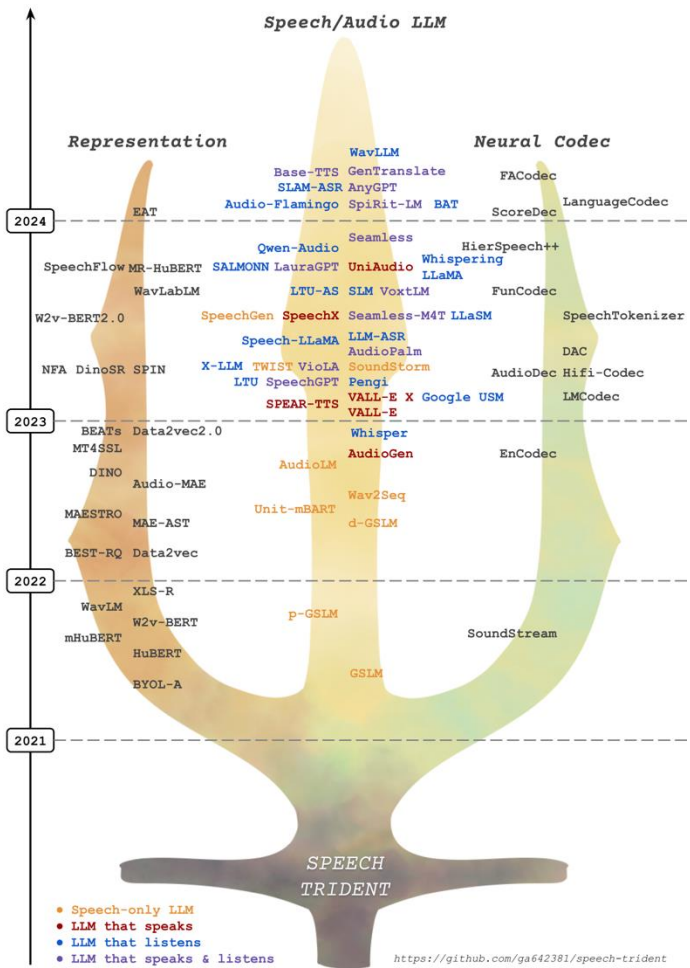 Speech/Audio LLM
Representation
Neural Codec
WavLLM
Base-TTS GenTranslate
FACodec
SLAM-ASR AnyGPT
Audio-Flamingo SpiRit-LM BAT
LanguageCodec
EAT
ScoreDec
2024
Seamless
Qwen-Audio
HierSpeech++
Whispering
LLaMA
SpeechFlow MR-HuBERT
SALMONN LauraGPT UniAudio
WavLabLM
LTU-AS SLM VoxtLM
FunCodec
W2v-BERT2.0
SpeechGen SpeechX Seamless-M4T LLaSM
SpeechTokenizer
Speech-LLaMA LLM-ASR
AudioPalm
DAC
NFA DinoSR SPIN
X-LLM TWIST VioLA SoundStorm
AudioDec Hifi-Codec
LTU SpeechGPT Pengi
SPEAR-TTS VALL-E X Google USM
LMCodec
VALL-E
2023
BEATs Data2vec2.0
Whisper
MT4SSL
AudioGen
EnCodec
AudioLM
DINO
Audio-MAE
Wav2Seq
MAESTRO
Unit-mBART
MAE-AST
d-GSLM
BEST-RQ Data2vec
2022
XLS-R
WavLM
p-GSLM
W2v-BERT
mHuBERT
SoundStream
HuBERT
GSLM
BYOL-A
2021
SPEECH
TRIDENT
Speech-only LLM
LLM that speaks
LLM that listens
LLM that speaks & listens
https://github.com/ga642381/speech-trident